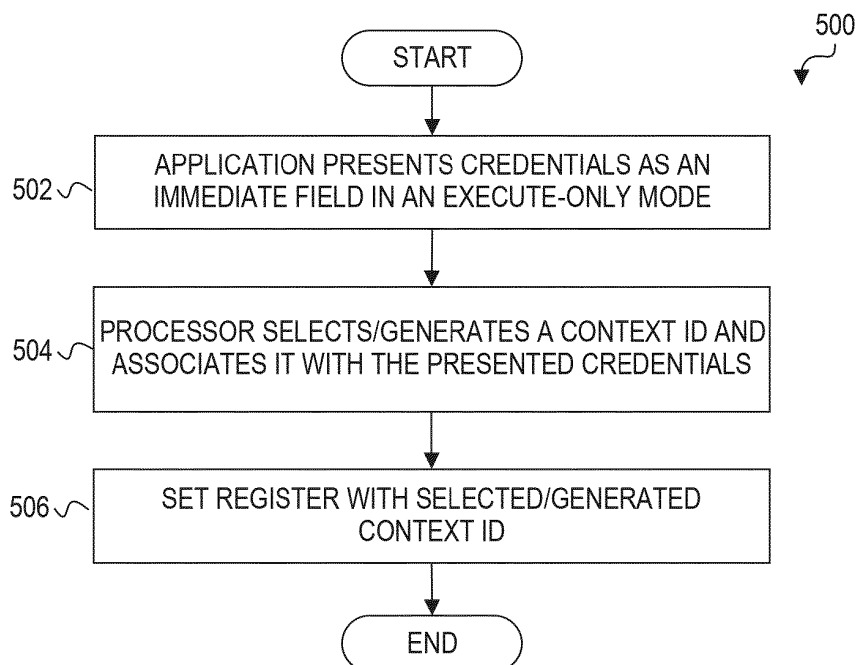 500
START
502
APPLICATION PRESENTS CREDENTIALS AS AN
IMMEDIATE FIELD IN AN EXECUTE-ONLY MODE
504
PROCESSOR SELECTS/GENERATES A CONTEXT ID AND
ASSOCIATES IT WITH THE PRESENTED CREDENTIALS
506
SET REGISTER WITH SELECTED/GENERATED
CONTEXT ID
END